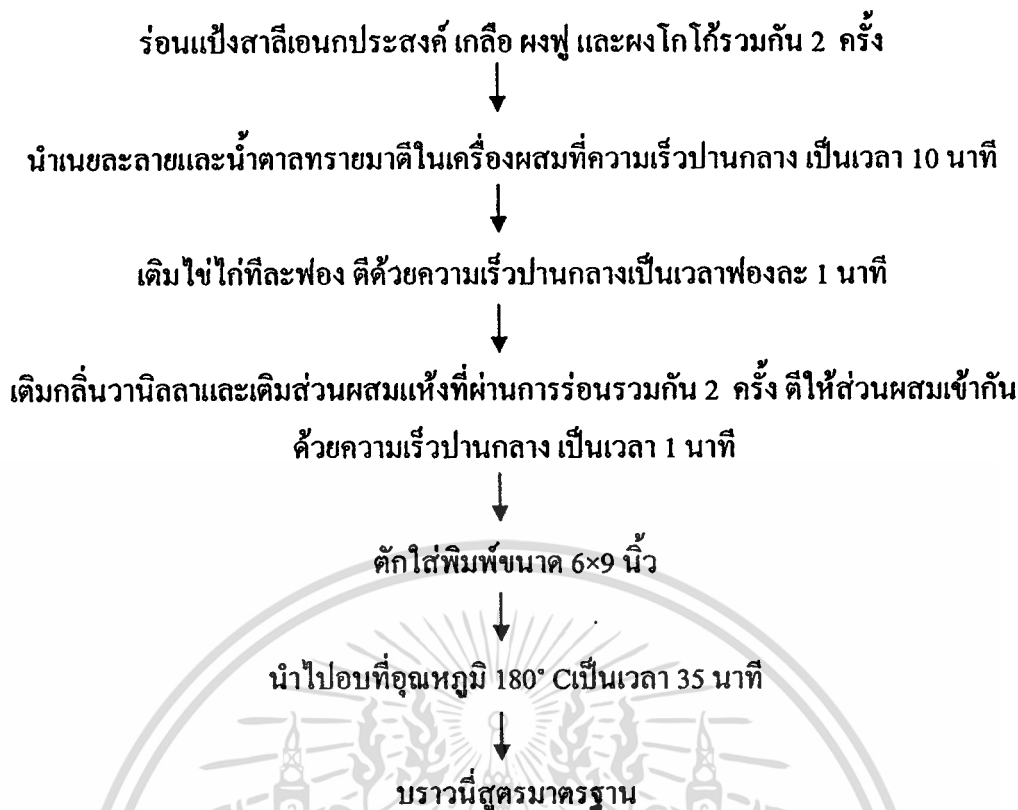 ร่อนแป้งสาลีเอนกประสงค์ เกลือ ผงฟู และผงโกโก้รวมกัน 2 ครั้ง
นำเนยละลายและน้ำตาลทรายมาตีในเครื่องผสมที่ความเร็วปานกลาง เป็นเวลา 10 นาที
เติมไข่ไก่ทีละฟอง ตีด้วยความเร็วปานกลางเป็นเวลาฟองละ 1 นาที
เติมกลิ่นวานิลลาและเติมส่วนผสมแห้งที่ผ่านการร่อนรวมกัน 2 ครั้ง ตีให้ส่วนผสมเข้ากัน
ด้วยความเร็วปานกลาง เป็นเวลา 1 นาที
ตักใส่พิมพ์ขนาด 6×9 นิ้ว
นำไปอบที่อุณหภูมิ 180° Cเป็นเวลา 35 นาที
บราวนี่สูตรมาตรฐาน